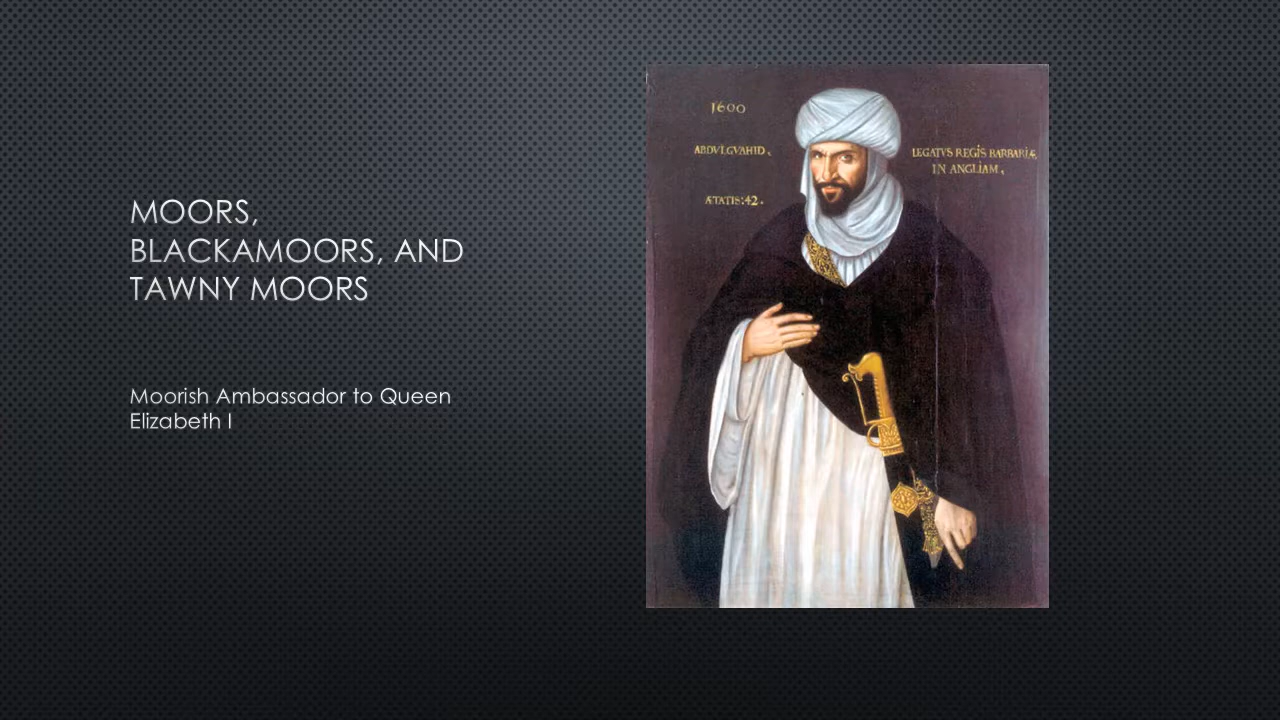 MOORS,
BLACKAMOORS, AND
TAWNY MOORS
Moorish Ambassador to Queen
Elizabeth I
1600
ABDVLGVAHID.
ÆTATIS:42.
LEGATVS REGIS BARBARIÆ
IN ANGLIAM.